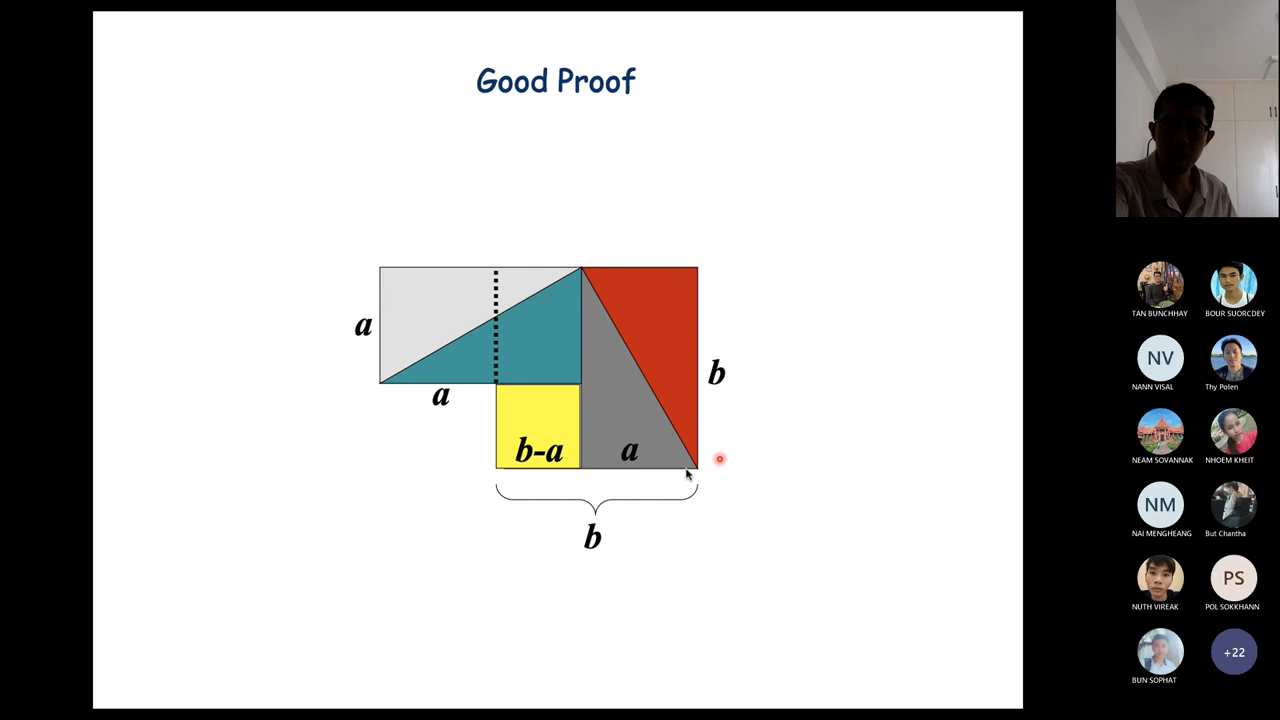 Good Proof
a
a
b
b-a
a
b
TAN BUNCHHAY
BOUR SUORCDEY
NV
NANN VISAL
Thy Polen
NEAM SOVANNAK
NHOEM KHEIT
NM
NAI MENGHEANG
But Chantha
PS
NUTH VIREAK
POL SOKKHANN
BUN SOPHAT
+22